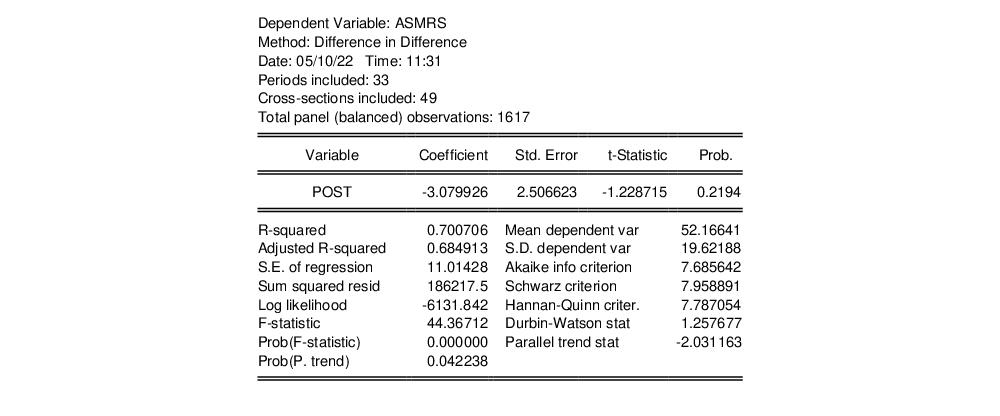 Dependent Variable: ASMRS
Method: Difference in Difference
Date: 05/10/22 Time: 11:31
Periods included: 33
Cross-sections included: 49
Total panel (balanced) observations: 1617
Variable Coefficient Std. Error t-Statistic Prob.
POST -3.079926 2.506623 -1.228715 0.2194
R-squared 0.700706 Mean dependent var 52.16641
Adjusted R-squared 0.684913 S.D. dependent var 19.62188
S.E. of regression 11.01428 Akaike info criterion 7.685642
Sum squared resid 186217.5 Schwarz criterion 7.958891
Log likelihood -6131.842 Hannan-Quinn criter. 7.787054
F-statistic 44.36712 Durbin-Watson stat 1.257677
Prob(F-statistic) 0.000000 Parallel trend stat -2.031163
Prob(P. trend) 0.042238